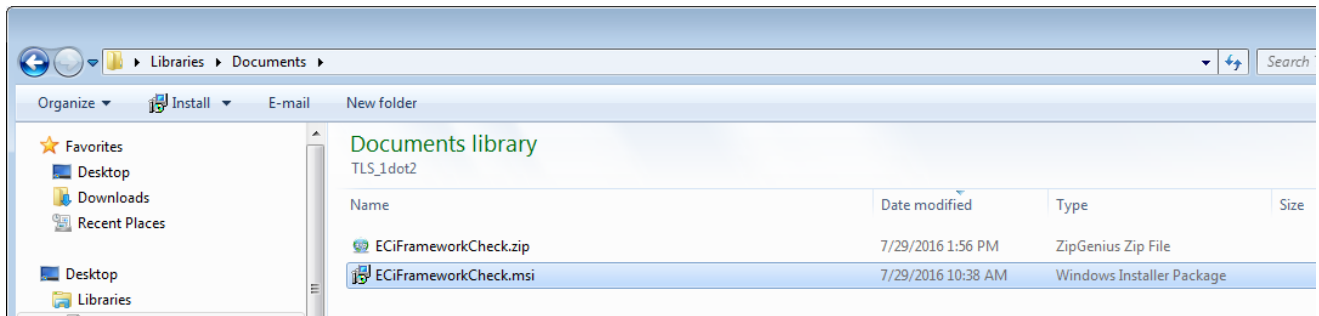 Libraries Documents
Search
Organize Install E-mail New folder
Favorites
Desktop
Downloads
Recent Places
Desktop
Libraries
Documents library
TLS_1dot2
Name Date modified Type Size
ECiFrameworkCheck.zip 7/29/2016 1:56 PM ZipGenius Zip File
ECiFrameworkCheck.msi 7/29/2016 10:38 AM Windows Installer Package